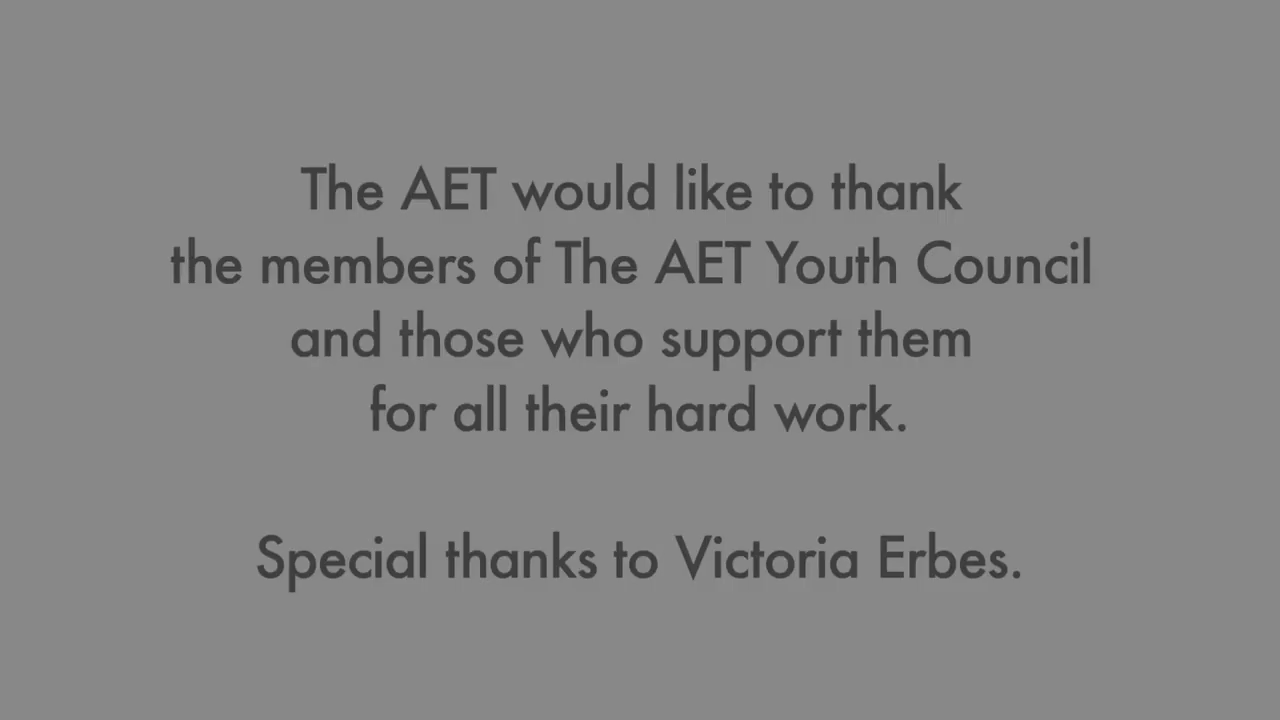 The AET would like to thank
the members of The AET Youth Council
and those who support them
for all their hard work.
Special thanks to Victoria Erbes.